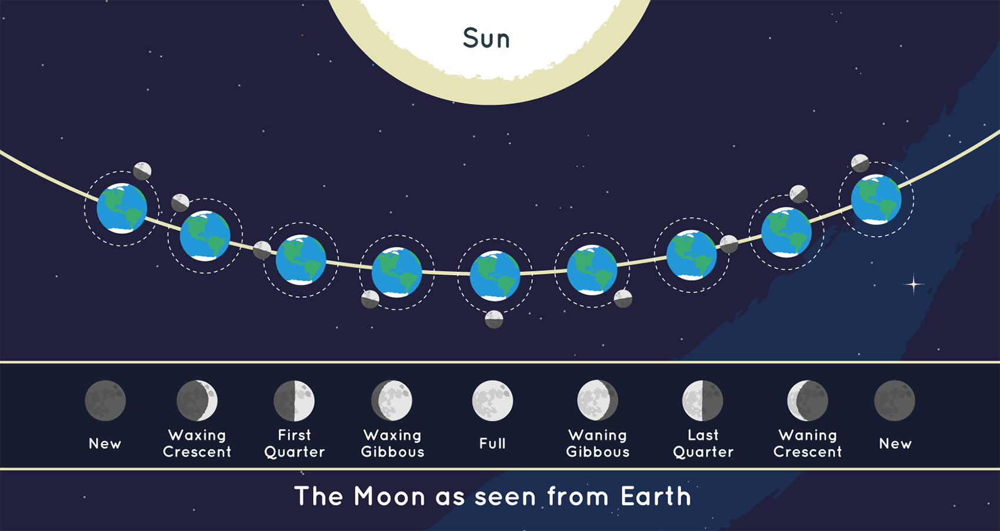 Sun
New
Waxing
Crescent
First
Quarter
Waxing
Gibbous
Full
Waning
Gibbous
Last
Quarter
Waning
Crescent
New
The Moon as seen from Earth